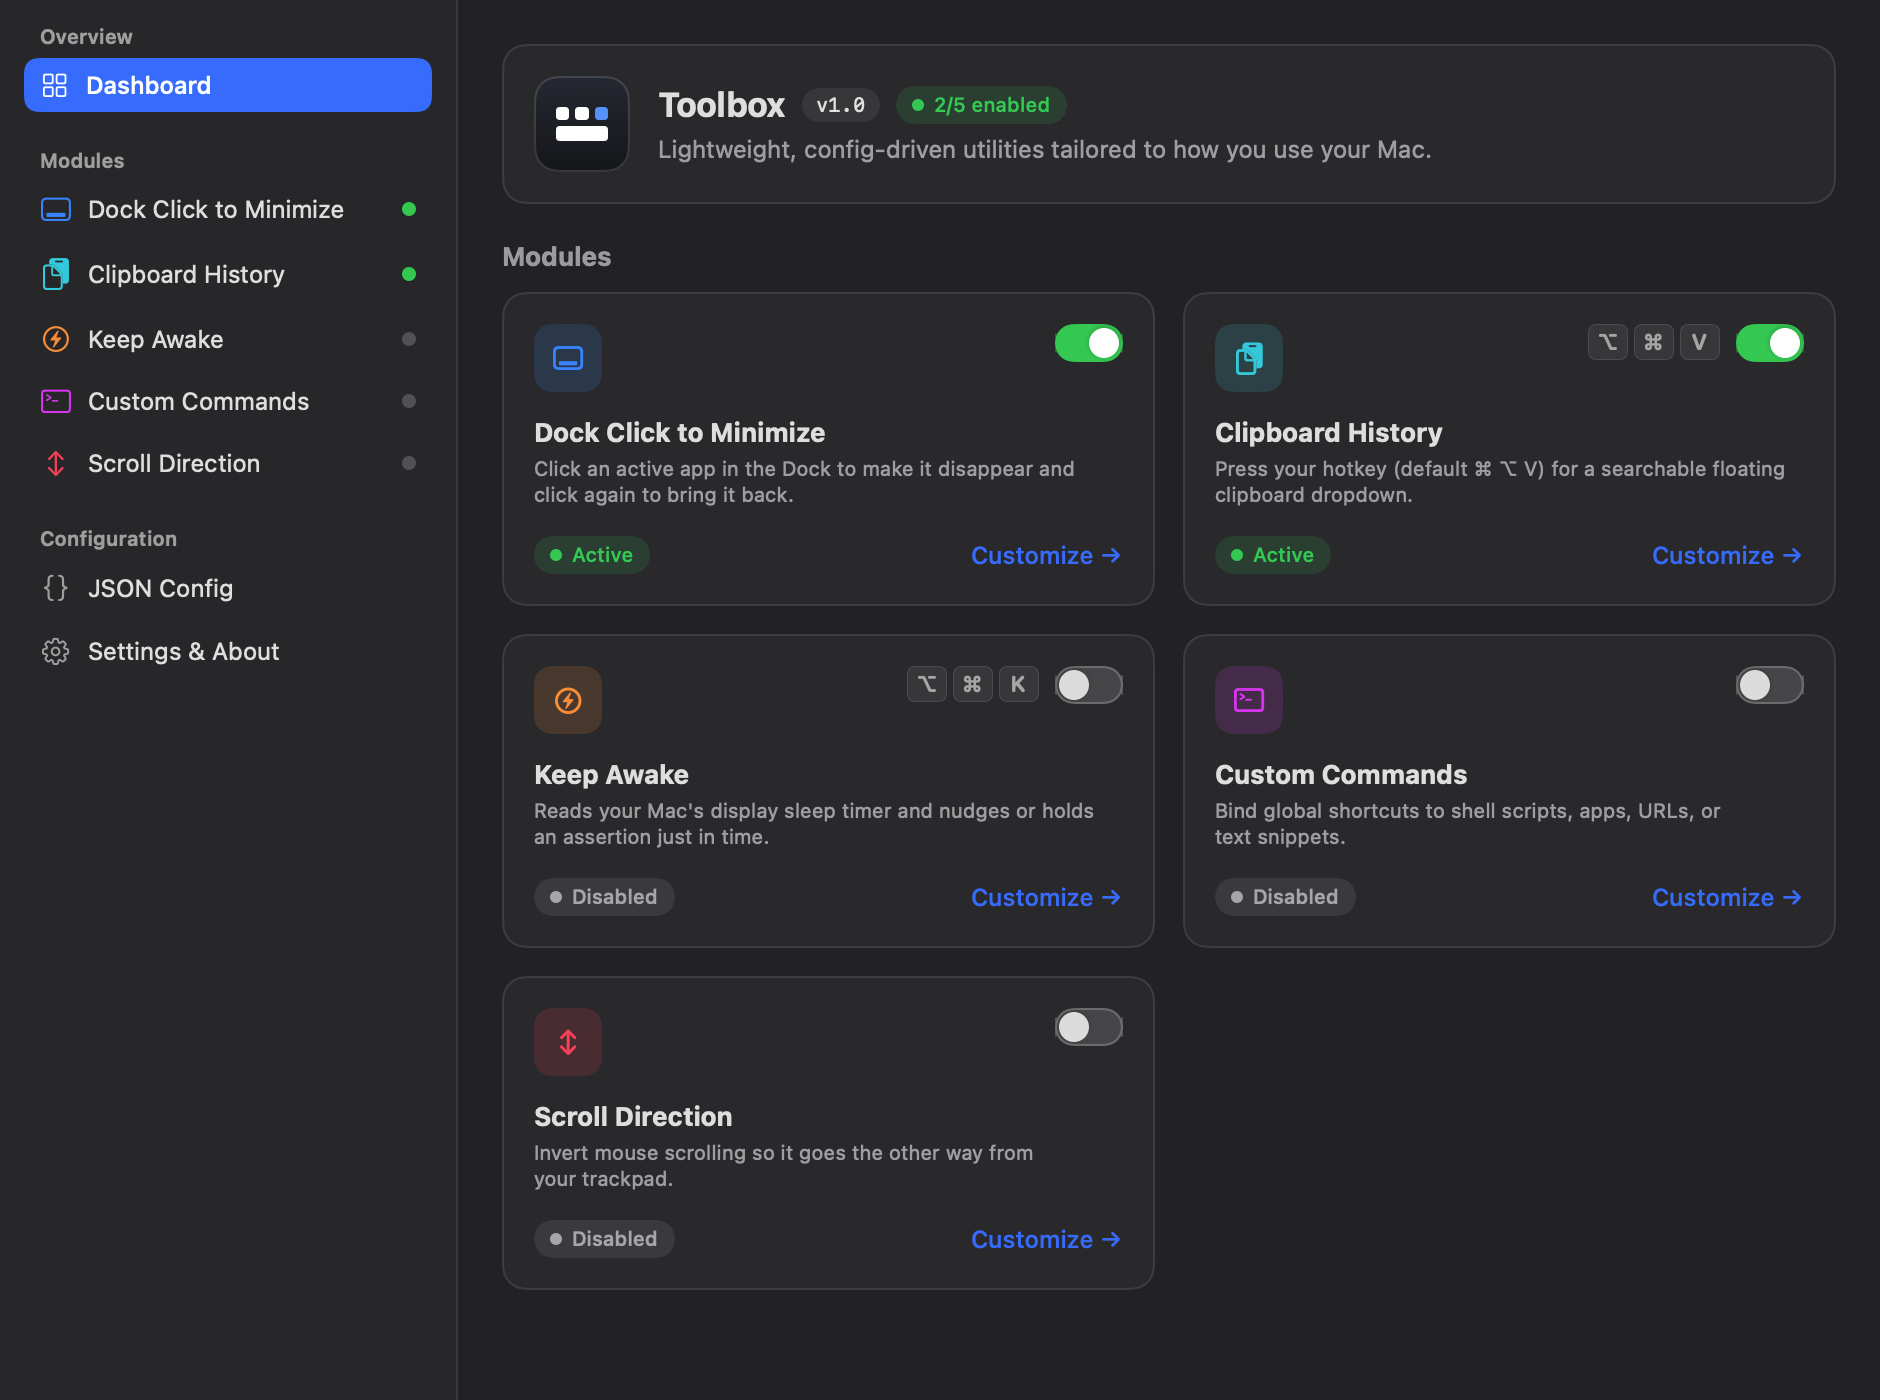 Overview
Dashboard
Modules
Dock Click to Minimize
Clipboard History
Keep Awake
Custom Commands
Scroll Direction
Configuration
{} JSON Config
Settings & About
Toolbox v1.0 2/5 enabled
Lightweight, config-driven utilities tailored to how you use your Mac.
Modules
Dock Click to Minimize
Click an active app in the Dock to make it disappear and
click again to bring it back.
Active Customize →
⌥ ⌘ V
Clipboard History
Press your hotkey (default ⌘ ⌥ V) for a searchable floating
clipboard dropdown.
Active Customize →
⌥ ⌘ K
Keep Awake
Reads your Mac's display sleep timer and nudges or holds
an assertion just in time.
Disabled Customize →
Custom Commands
Bind global shortcuts to shell scripts, apps, URLs, or
text snippets.
Disabled Customize →
Scroll Direction
Invert mouse scrolling so it goes the other way from
your trackpad.
Disabled Customize →